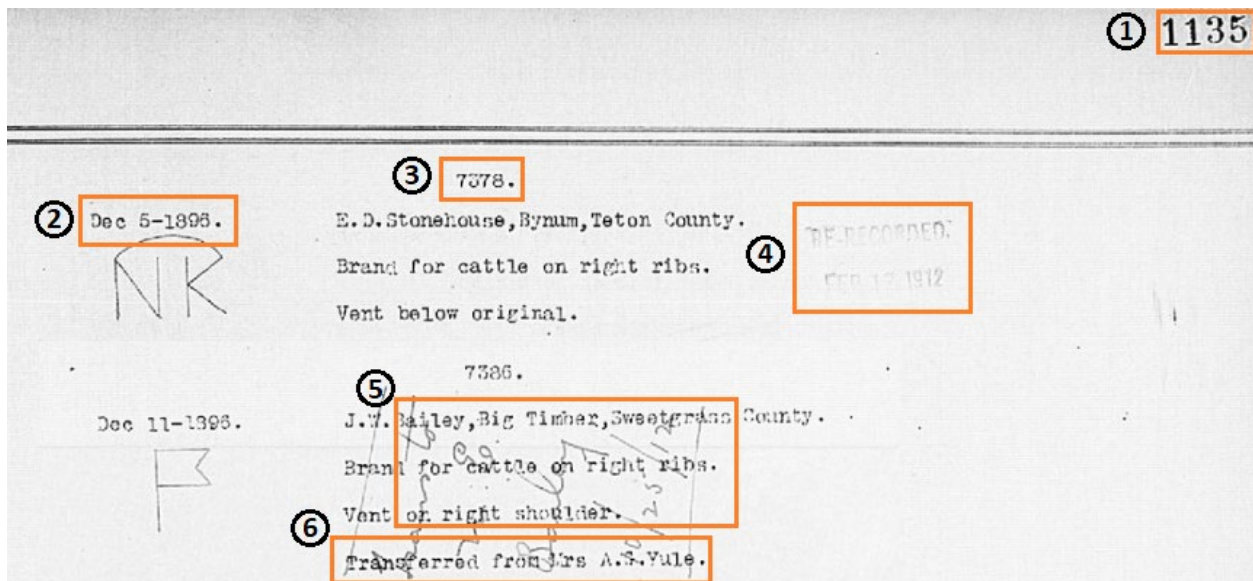 1 1135
3 7378.
2 Dec 5-1896. E.D.Stonehouse,Bynum,Teton County.
NR
4 RE-RECORDED.
Brand for cattle on right ribs.
FEB 1912
Vent below original.
7386.
5
Dec 11-1896. J.W.Bailey,Big Timber,Sweetgrass County.
Brand for cattle on right ribs.
Vent on right shoulder.
6
Transferred from Mrs A.S.Yule.